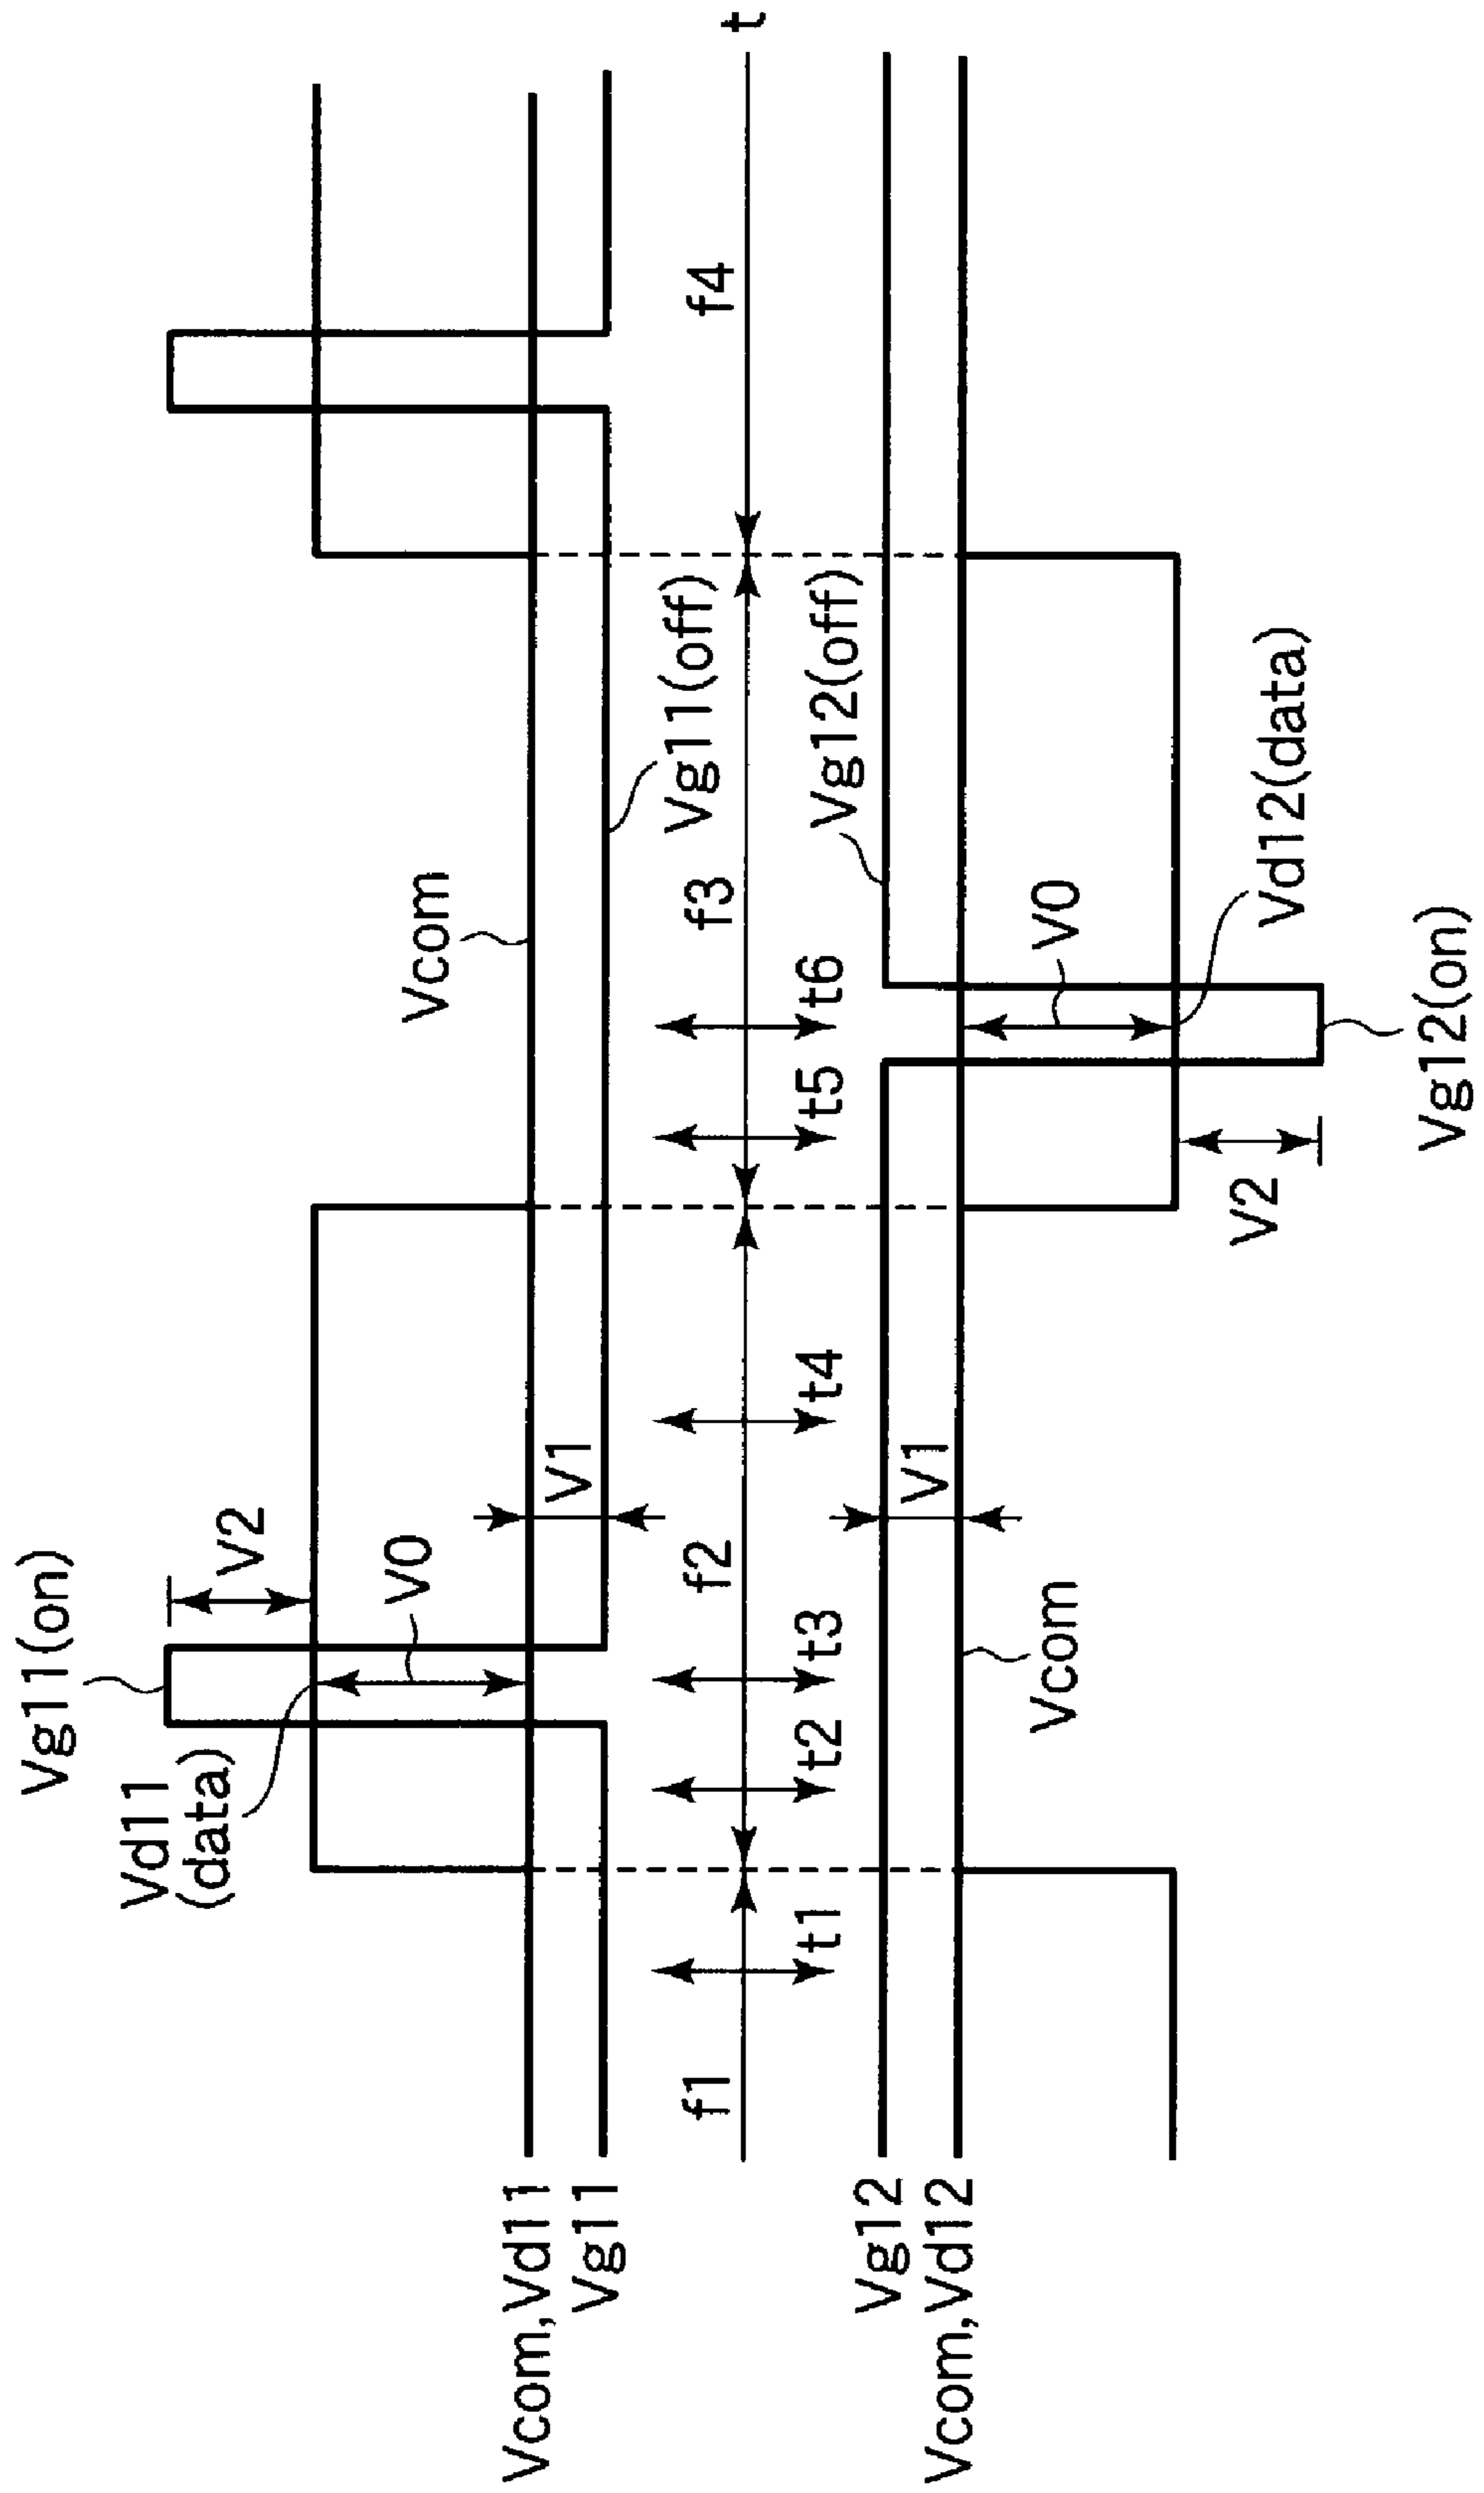 Vg11(on)
Vd11
(data)
V2
V0
Vcom
V1
Vcom,Vd11
Vg11
Vg11(off)
f1
f2
f3
f4
t
t1
t2
t3
t4
t5
t6
Vg12(off)
Vg12
Vcom,Vd12
V1
Vcom
V0
V2
Vd12(data)
Vg12(on)